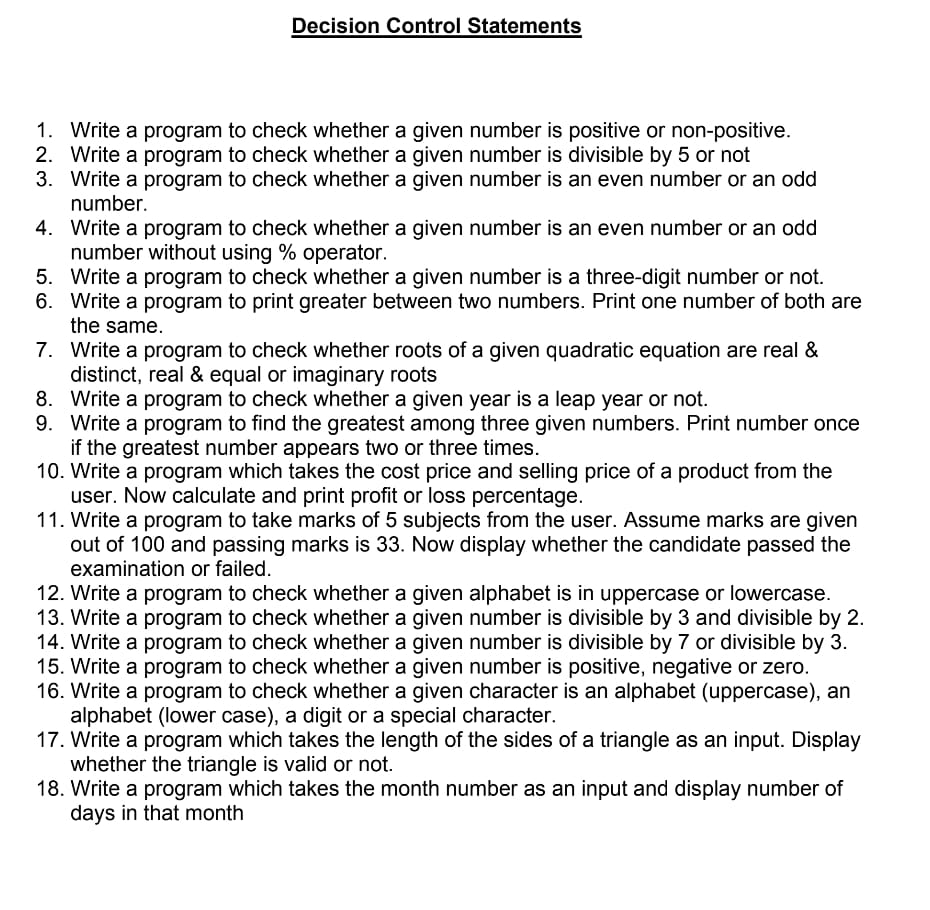 Decision Control Statements
1. Write a program to check whether a given number is positive or non-positive.
2. Write a program to check whether a given number is divisible by 5 or not
3. Write a program to check whether a given number is an even number or an odd
number.
4. Write a program to check whether a given number is an even number or an odd
number without using % operator.
5. Write a program to check whether a given number is a three-digit number or not.
6. Write a program to print greater between two numbers. Print one number of both are
the same.
7. Write a program to check whether roots of a given quadratic equation are real &
distinct, real & equal or imaginary roots
8. Write a program to check whether a given year is a leap year or not.
9. Write a program to find the greatest among three given numbers. Print number once
if the greatest number appears two or three times.
10. Write a program which takes the cost price and selling price of a product from the
user. Now calculate and print profit or loss percentage.
11. Write a program to take marks of 5 subjects from the user. Assume marks are given
out of 100 and passing marks is 33. Now display whether the candidate passed the
examination or failed.
12. Write a program to check whether a given alphabet is in uppercase or lowercase.
13. Write a program to check whether a given number is divisible by 3 and divisible by 2.
14. Write a program to check whether a given number is divisible by 7 or divisible by 3.
15. Write a program to check whether a given number is positive, negative or zero.
16. Write a program to check whether a given character is an alphabet (uppercase), an
alphabet (lower case), a digit or a special character.
17. Write a program which takes the length of the sides of a triangle as an input. Display
whether the triangle is valid or not.
18. Write a program which takes the month number as an input and display number of
days in that month